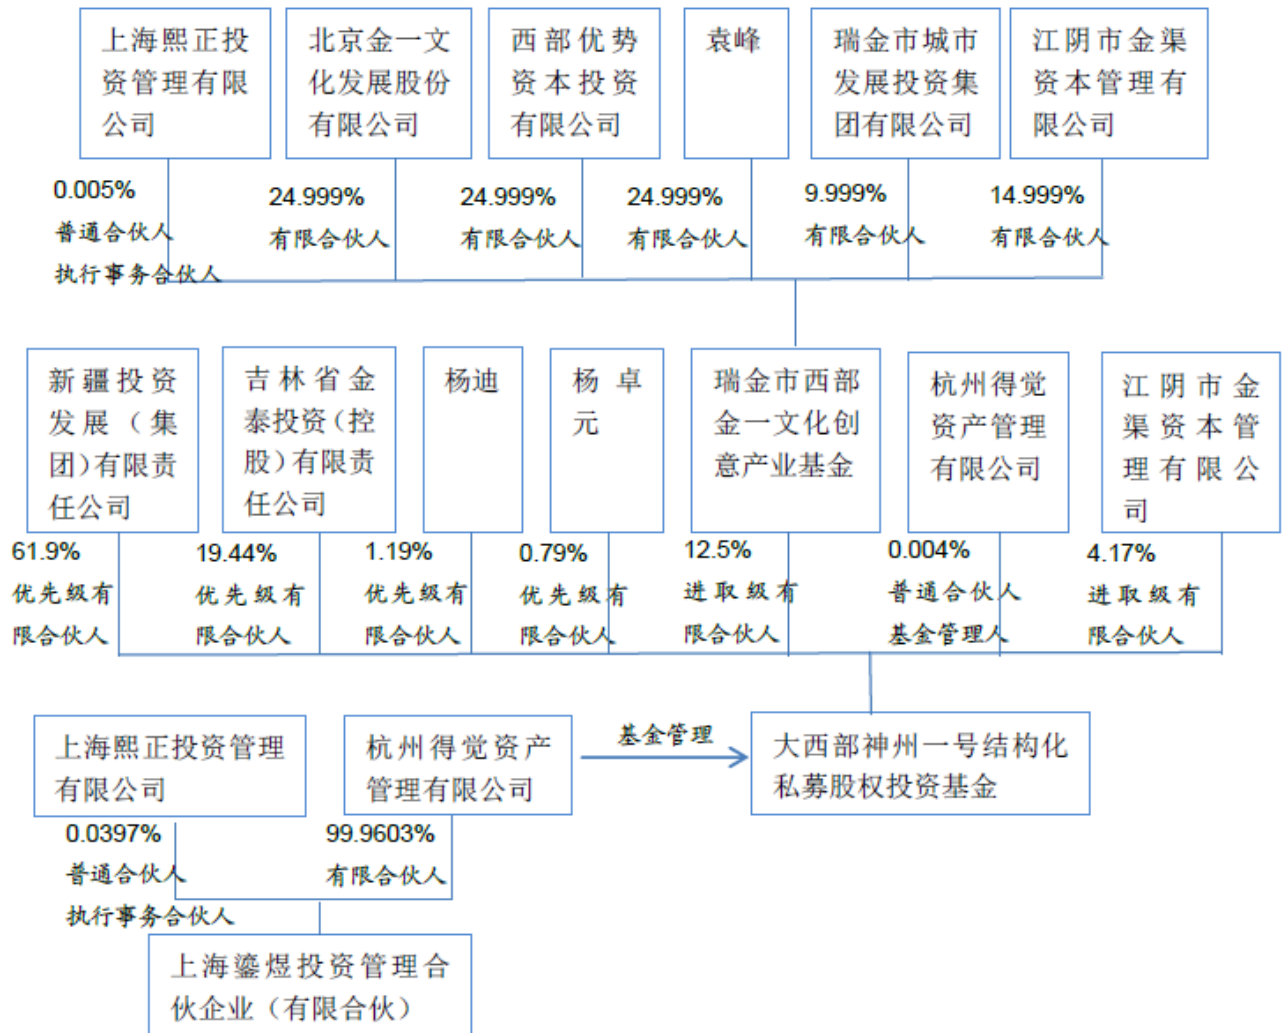 上海熙正投
资管理有限
公司
北京金一文
化发展股份
有限公司
西部优势
资本投资
有限公司
袁峰
瑞金市城市
发展投资集
团有限公司
江阴市金渠
资本管理有
限公司
0.005%
普通合伙人
执行事务合伙人
24.999%
有限合伙人
24.999%
有限合伙人
24.999%
有限合伙人
9.999%
有限合伙人
14.999%
有限合伙人
新疆投资
发展（集
团）有限责
任公司
吉林省金
泰投资（控
股）有限责
任公司
杨迪
杨卓
元
瑞金市西部
金一文化创
意产业基金
杭州得觉
资产管理
有限公司
江阴市金
渠资本管
理有限公
司
61.9%
优先级有
限合伙人
19.44%
优先级有
限合伙人
1.19%
优先级有
限合伙人
0.79%
优先级有
限合伙人
12.5%
进取级有
限合伙人
0.004%
普通合伙人
基金管理人
4.17%
进取级有
限合伙人
上海熙正投资管理
有限公司
杭州得觉资产
管理有限公司
基金管理
大西部神州一号结构化
私募股权投资基金
0.0397%
普通合伙人
执行事务合伙人
99.9603%
有限合伙人
上海鎏煜投资管理合
伙企业（有限合伙）